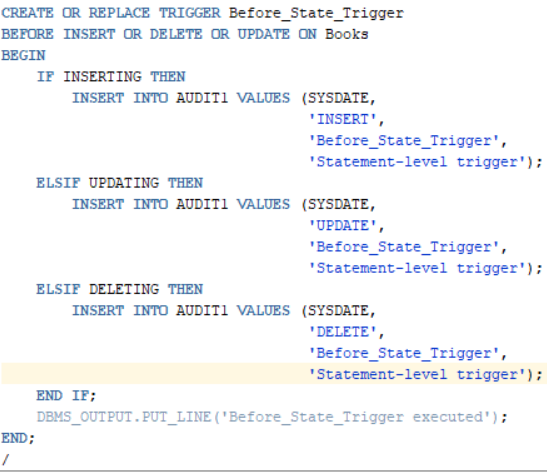 CREATE OR REPLACE TRIGGER Before_State_Trigger
BEFORE INSERT OR DELETE OR UPDATE ON Books
BEGIN
    IF INSERTING THEN
        INSERT INTO AUDIT1 VALUES (SYSDATE,
                                   'INSERT',
                                   'Before_State_Trigger',
                                   'Statement-level trigger');
    ELSIF UPDATING THEN
        INSERT INTO AUDIT1 VALUES (SYSDATE,
                                   'UPDATE',
                                   'Before_State_Trigger',
                                   'Statement-level trigger');
    ELSIF DELETING THEN
        INSERT INTO AUDIT1 VALUES (SYSDATE,
                                   'DELETE',
                                   'Before_State_Trigger',
                                   'Statement-level trigger');
    END IF;
    DBMS_OUTPUT.PUT_LINE('Before_State_Trigger executed');
END;
/